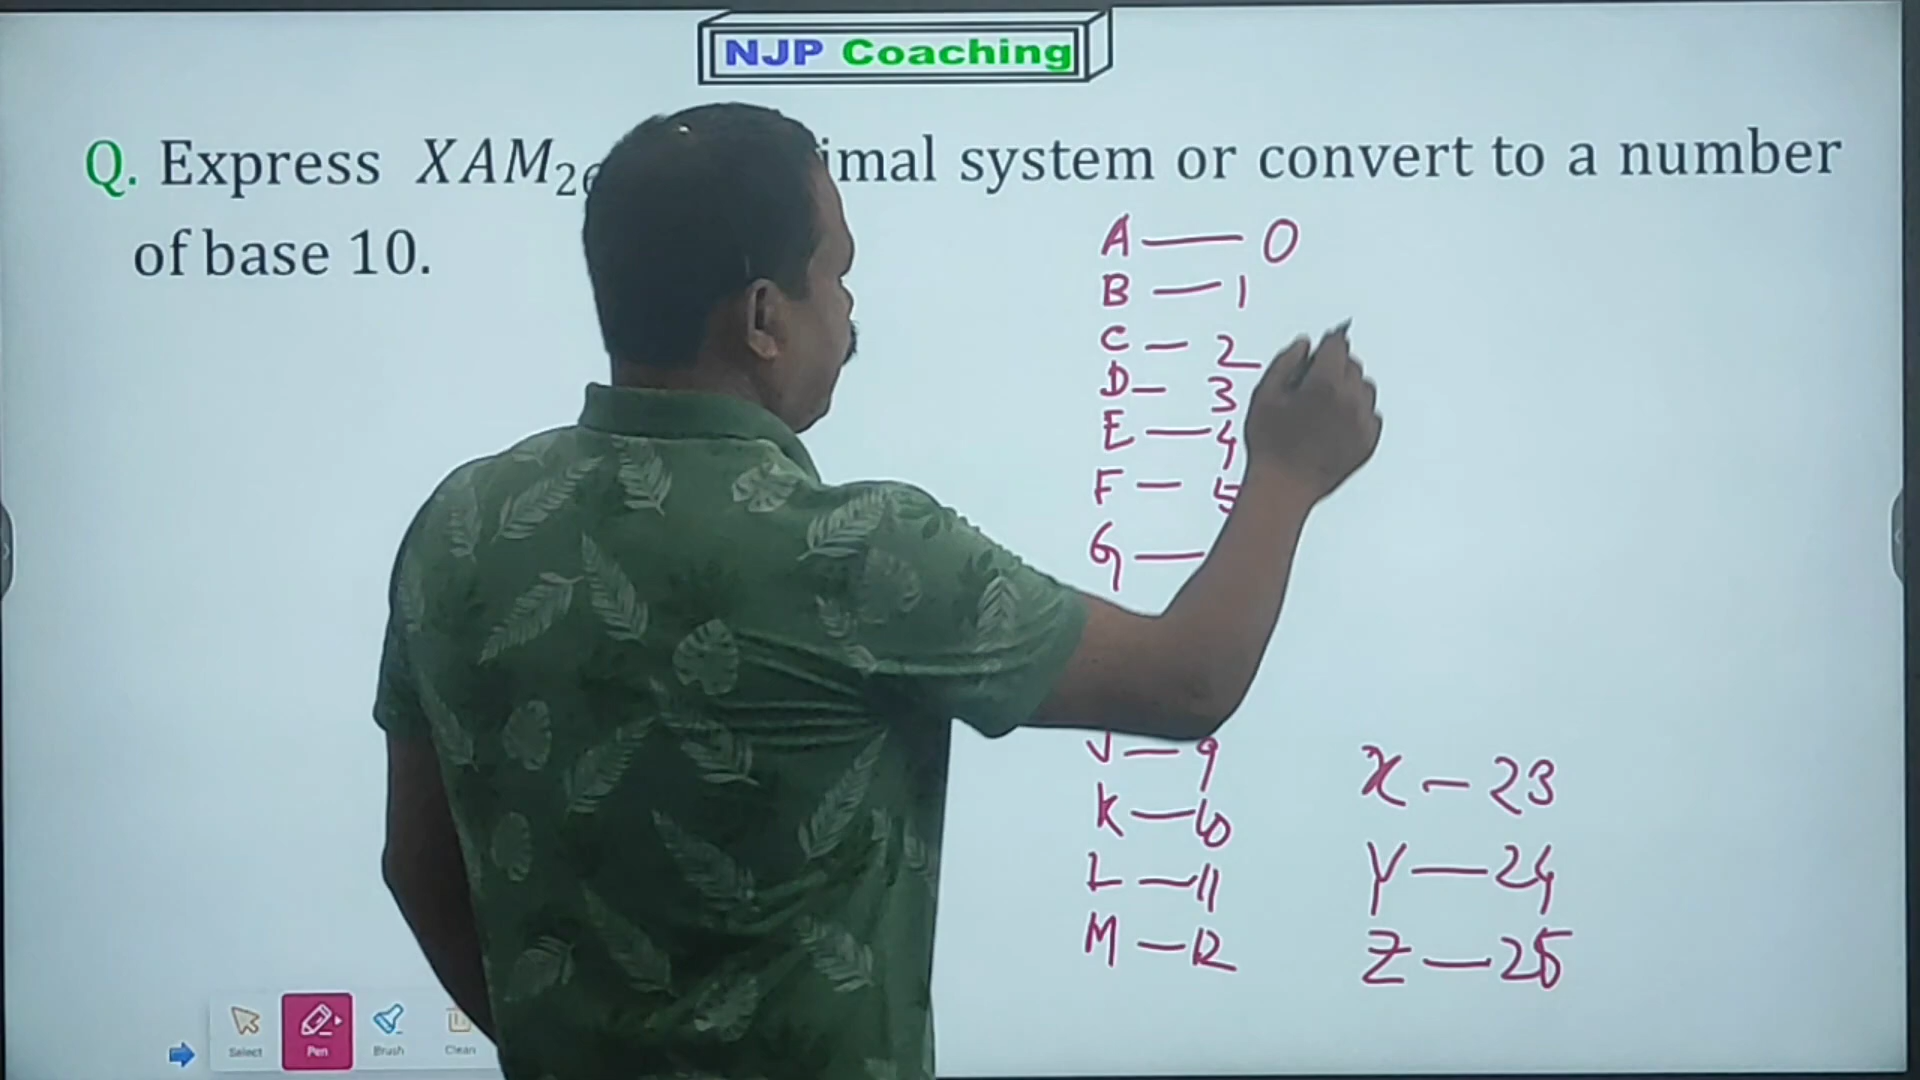 NJP Coaching
Q. Express XAM₂ system or convert to a number
of base 10.
A — 0
B — 1
C — 2
D — 3
E — 4
F — 5
G —
J — 9
K — 10
L — 11
M — 12
X — 23
Y — 24
Z — 25
Select
Pen
Brush
Clean